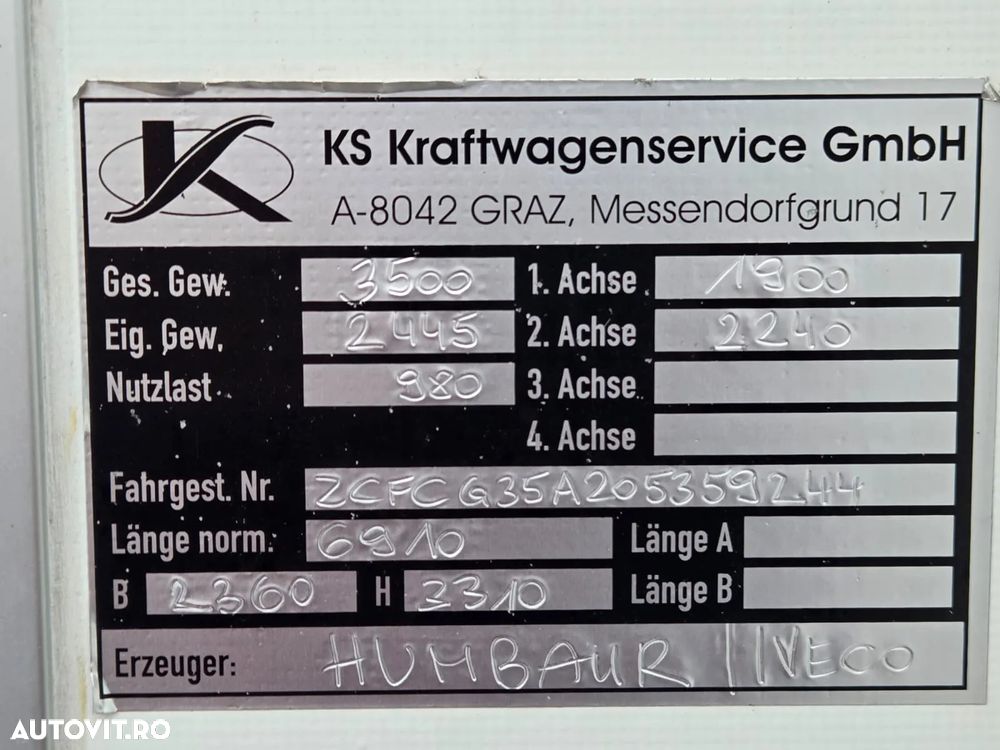 KS Kraftwagenservice GmbH
A-8042 GRAZ, Messendorfgrund 17
Ges. Gew. 3500 1. Achse 1900
Eig. Gew. 2445 2. Achse 2240
Nutzlast 980 3. Achse
4. Achse
Fahrgest. Nr. ZCFCG35A205359244
Länge norm. 6910 Länge A
B 2360 H 3310 Länge B
Erzeuger: HUMBAUR // IVECO
AUTOVIT.RO